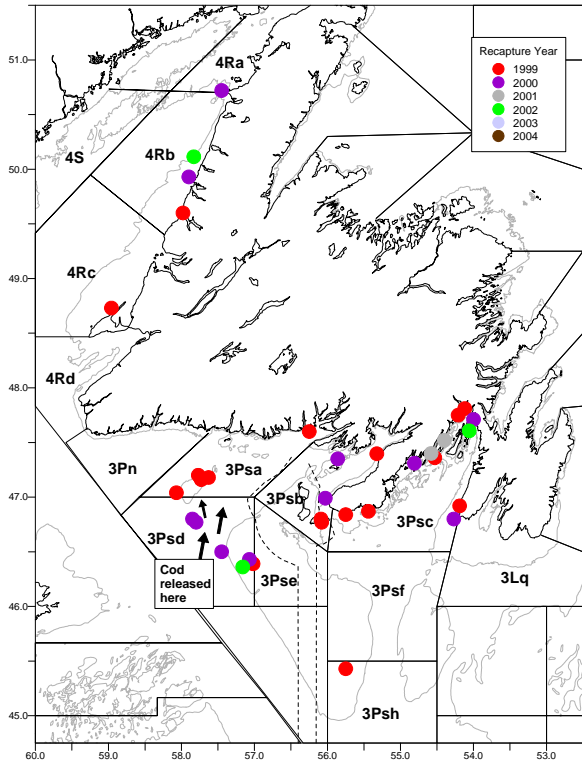 Recapture Year
1999
2000
2001
2002
2003
2004
51.0
50.0
49.0
48.0
47.0
46.0
45.0
4Ra
4S
4Rb
4Rc
4Rd
3Pn
3Psa
3Psb
3Psc
3Psd
3Pse
3Psf
3Lq
3Psh
Cod
released
here
60.0 59.0 58.0 57.0 56.0 55.0 54.0 53.0